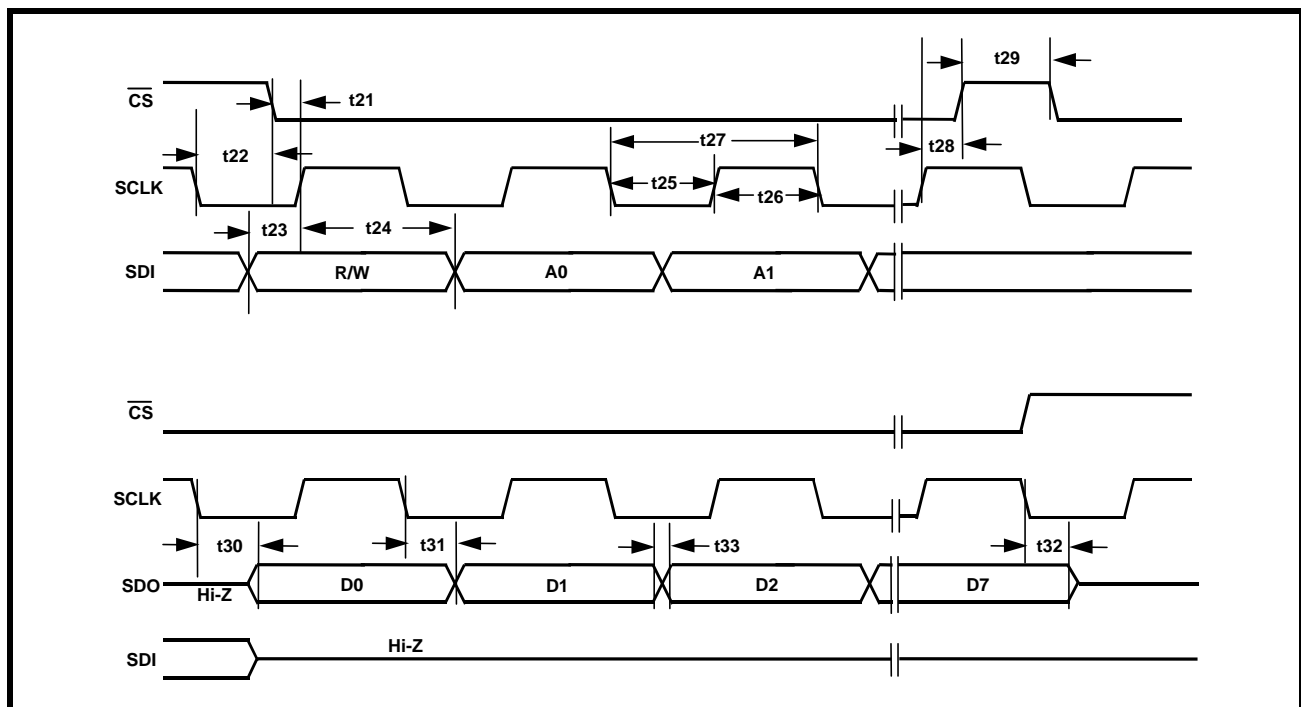 t29
CS
t21
t27
t22
t28
SCLK
t25
t26
t23
t24
SDI
R/W
A0
A1
CS
SCLK
t30
t31
t33
t32
SDO
Hi-Z
D0
D1
D2
D7
Hi-Z
SDI